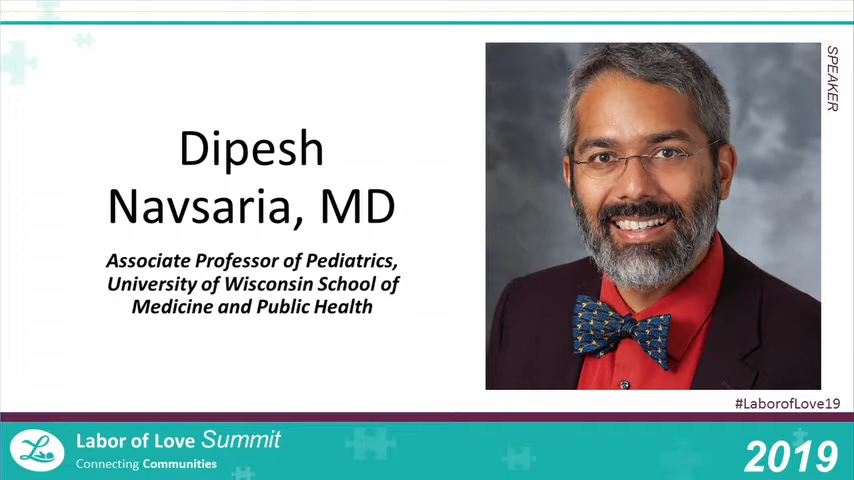 SPEAKER
Dipesh
Navsaria, MD
Associate Professor of Pediatrics,
University of Wisconsin School of
Medicine and Public Health
#LaborofLove19
Labor of Love Summit
Connecting Communities
2019